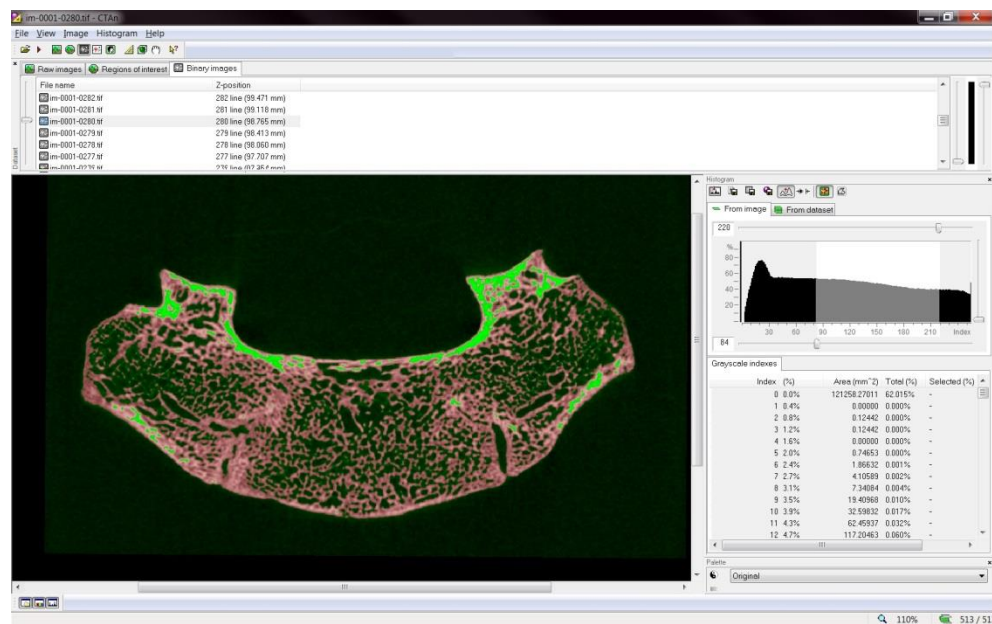 im-0001-0280.tif - CTAn
File View Image Histogram Help
Raw images Regions of interest Binary images
File name Z-position
im-0001-0282.tif 282 line (99.471 mm)
im-0001-0281.tif 281 line (99.118 mm)
im-0001-0280.tif 280 line (98.765 mm)
im-0001-0279.tif 279 line (98.413 mm)
im-0001-0278.tif 278 line (98.060 mm)
im-0001-0277.tif 277 line (97.707 mm)
Dataset
Histogram
From image From dataset
220
%
80
60
40
20
30 60 90 120 150 180 210 Index
84
Grayscale indexes
Index (%) Area (mm^2) Total (%) Selected (%)
0 0.0% 121258.27011 62.015% -
1 0.4% 0.00000 0.000% -
2 0.8% 0.12442 0.000% -
3 1.2% 0.12442 0.000% -
4 1.6% 0.00000 0.000% -
5 2.0% 0.74653 0.000% -
6 2.4% 1.86632 0.001% -
7 2.7% 4.10589 0.002% -
8 3.1% 7.34084 0.004% -
9 3.5% 19.40968 0.010% -
10 3.9% 32.59832 0.017% -
11 4.3% 62.45937 0.032% -
12 4.7% 117.20463 0.060% -
Palette
Original
110% 513 / 51